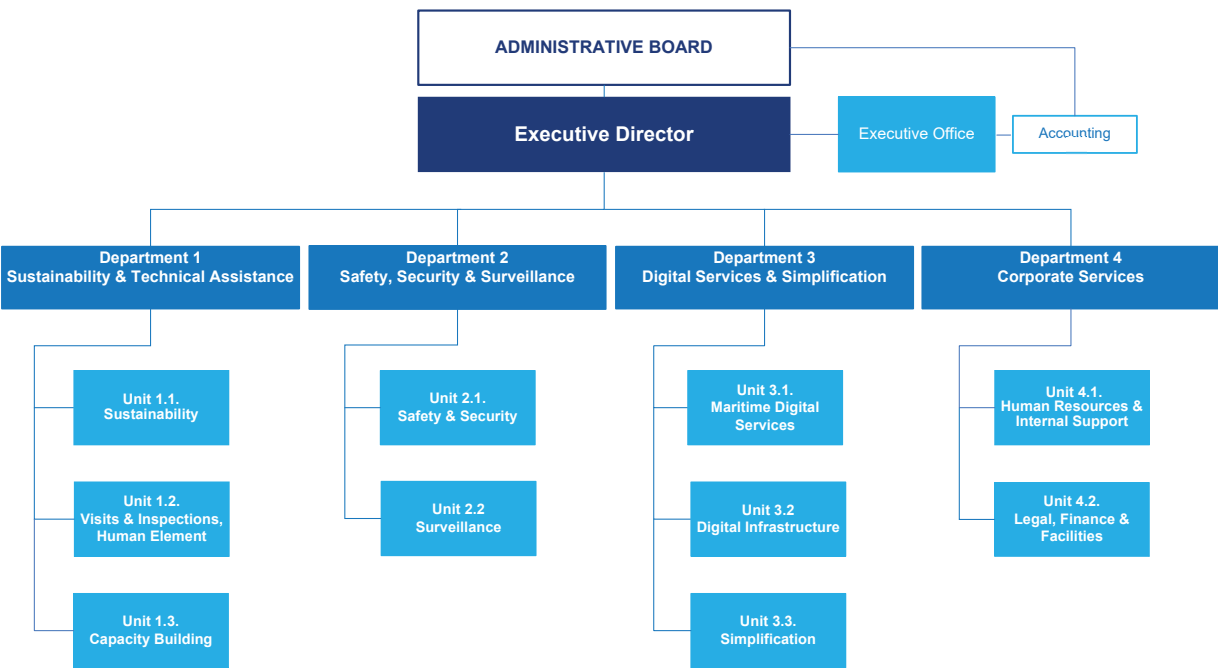 ADMINISTRATIVE BOARD
Executive Director
Executive Office
Accounting
Department 1
Sustainability & Technical Assistance
Department 2
Safety, Security & Surveillance
Department 3
Digital Services & Simplification
Department 4
Corporate Services
Unit 1.1.
Sustainability
Unit 2.1.
Safety & Security
Unit 3.1.
Maritime Digital
Services
Unit 4.1.
Human Resources &
Internal Support
Unit 1.2.
Visits & Inspections,
Human Element
Unit 2.2
Surveillance
Unit 3.2
Digital Infrastructure
Unit 4.2.
Legal, Finance &
Facilities
Unit 1.3.
Capacity Building
Unit 3.3.
Simplification